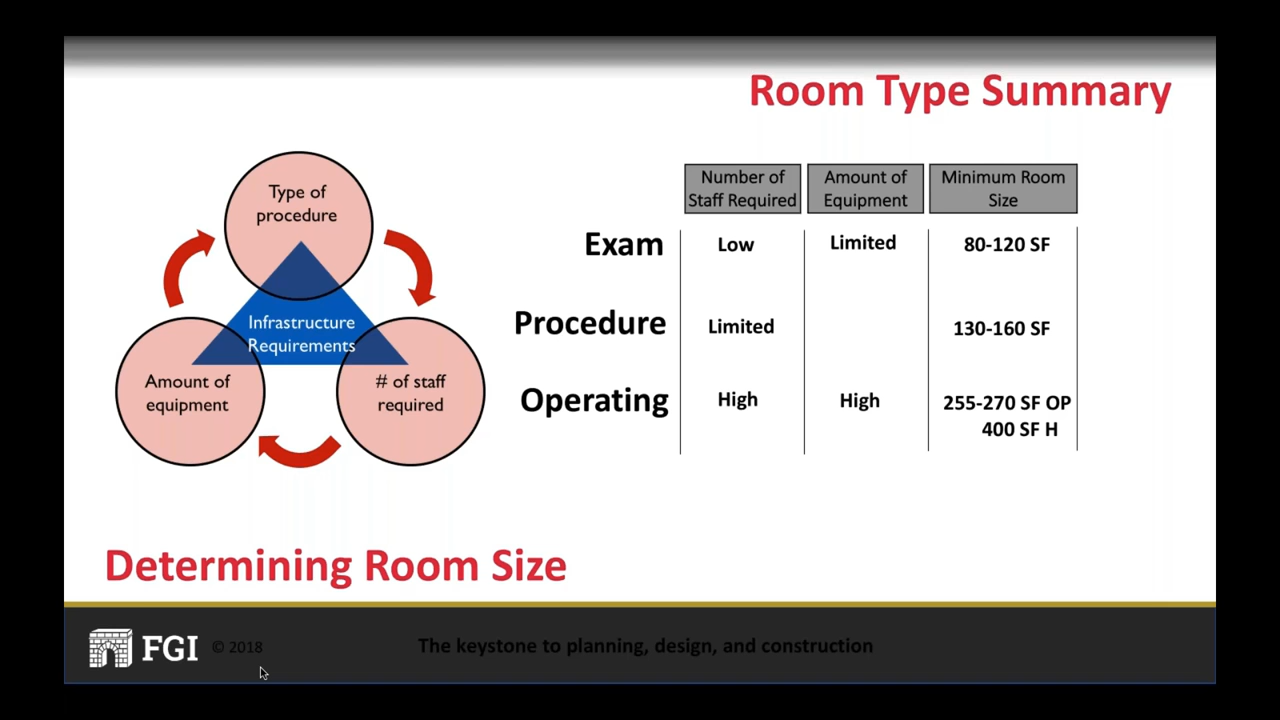 Room Type Summary
Type of
procedure
Infrastructure
Requirements
Amount of
equipment
# of staff
required
Number of
Staff Required
Amount of
Equipment
Minimum Room
Size
Exam
Low
Limited
80-120 SF
Procedure
Limited
130-160 SF
Operating
High
High
255-270 SF OP
400 SF H
Determining Room Size
FGI
© 2018
The keystone to planning, design, and construction